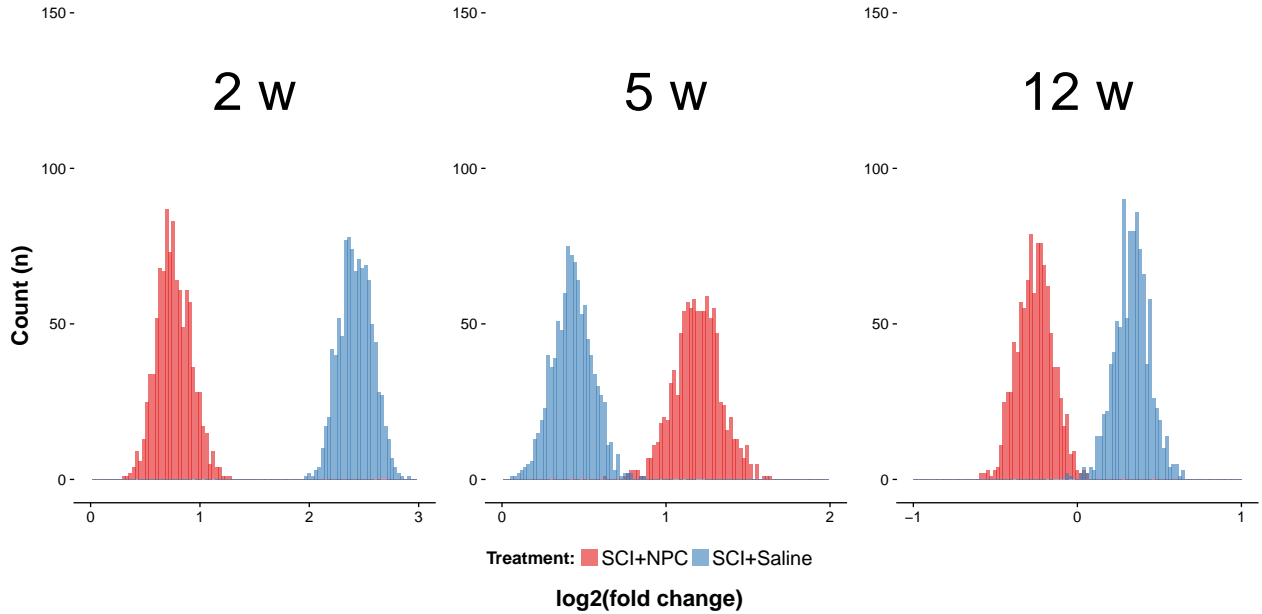 150 150 150
2 w 5 w 12 w
100 100 100
Count (n)
50 50 50
0 0 0
0 1 2 3 0 1 2 −1 0 1
Treatment: SCI+NPC SCI+Saline
log2(fold change)